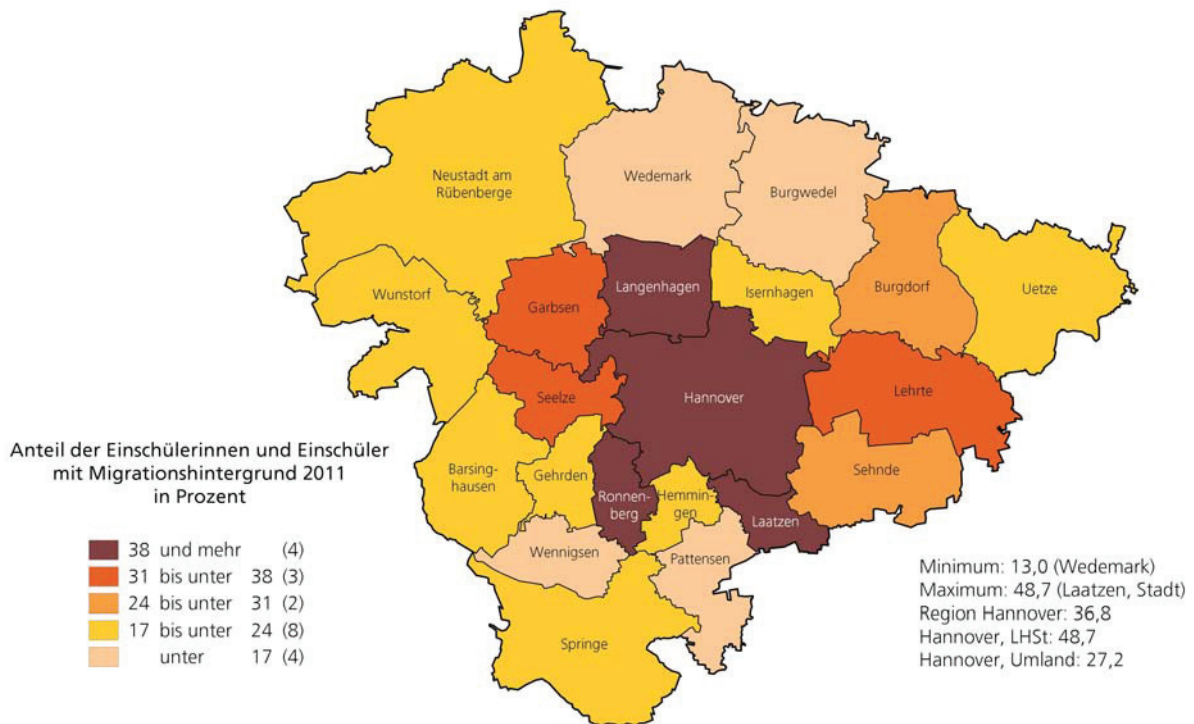 Neustadt am
Rübenberge
Wedemark
Burgwedel
Wunstorf
Garbsen
Langenhagen
Isernhagen
Burgdorf
Uetze
Seelze
Hannover
Lehrte
Barsing-
hausen
Gehrden
Ronnen-
berg
Hemmin-
gen
Laatzen
Sehnde
Wennigsen
Pattensen
Springe
Anteil der Einschülerinnen und Einschüler
mit Migrationshintergrund 2011
in Prozent
38 und mehr (4)
31 bis unter 38 (3)
24 bis unter 31 (2)
17 bis unter 24 (8)
unter 17 (4)
Minimum: 13,0 (Wedemark)
Maximum: 48,7 (Laatzen, Stadt)
Region Hannover: 36,8
Hannover, LHSt: 48,7
Hannover, Umland: 27,2